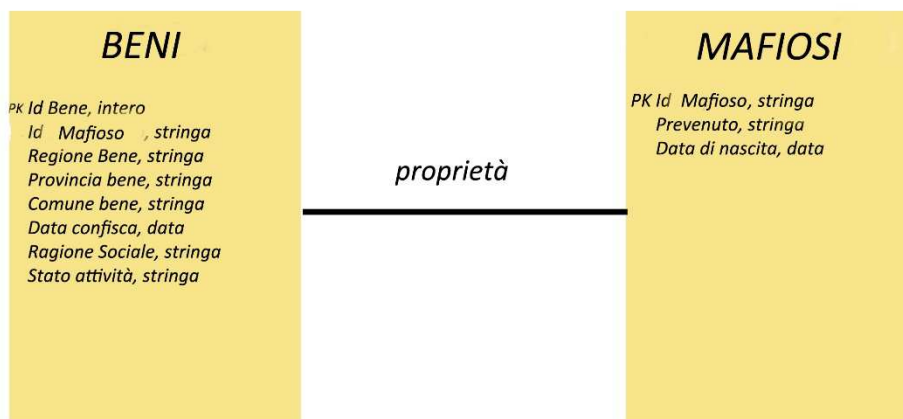 BENI
PK Id Bene, intero
Id Mafioso , stringa
Regione Bene, stringa
Provincia bene, stringa
Comune bene, stringa
Data confisca, data
Ragione Sociale, stringa
Stato attività, stringa
proprietà
MAFIOSI
PK Id Mafioso, stringa
Prevenuto, stringa
Data di nascita, data